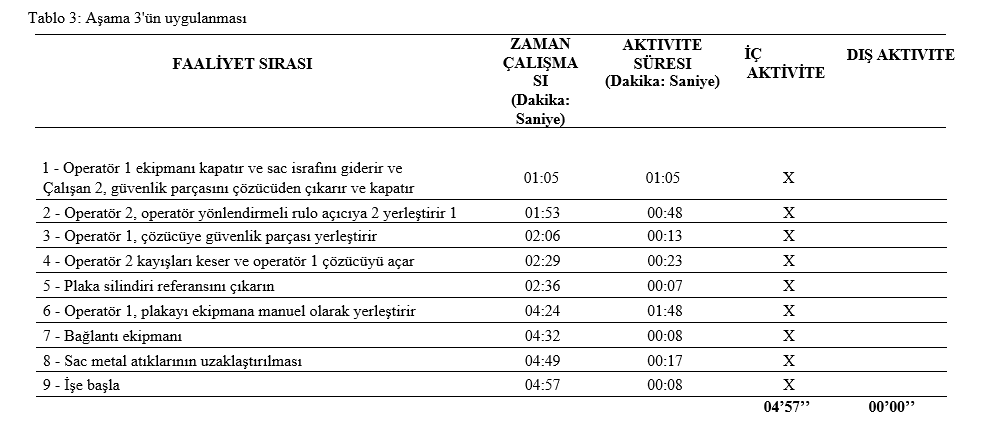 Tablo 3: Aşama 3'ün uygulanması
FAALİYET SIRASI
ZAMAN
ÇALIŞMA
SI
(Dakika:
Saniye)
AKTIVITE
SÜRESI
(Dakika: Saniye)
İÇ
AKTİVİTE
DIŞ AKTIVITE
1 - Operatör 1 ekipmanı kapatır ve sac israfını giderir ve
Çalışan 2, güvenlik parçasını çözücüden çıkarır ve kapatır
01:05 01:05 X
2 - Operatör 2, operatör yönlendirmeli rulo açıcıya 2 yerleştirir 1 01:53 00:48 X
3 - Operatör 1, çözücüye güvenlik parçası yerleştirir 02:06 00:13 X
4 - Operatör 2 kayışları keser ve operatör 1 çözücüyü açar 02:29 00:23 X
5 - Plaka silindiri referansını çıkarın 02:36 00:07 X
6 - Operatör 1, plakayı ekipmana manuel olarak yerleştirir 04:24 01:48 X
7 - Bağlantı ekipmanı 04:32 00:08 X
8 - Sac metal atıklarının uzaklaştırılması 04:49 00:17 X
9 - İşe başla 04:57 00:08 X
04’57’’ 00’00’’